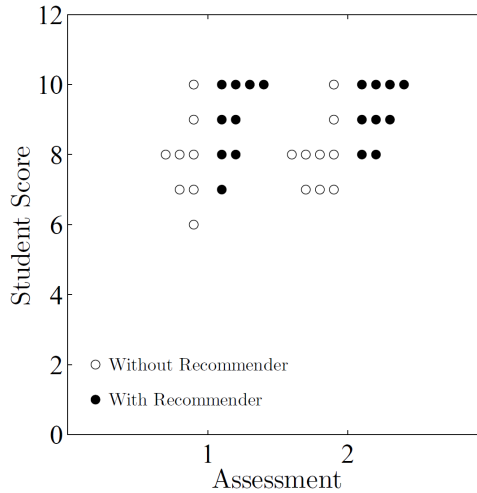 12
10
8
6
4
2
0
Student Score
Without Recommender
With Recommender
1
2
Assessment